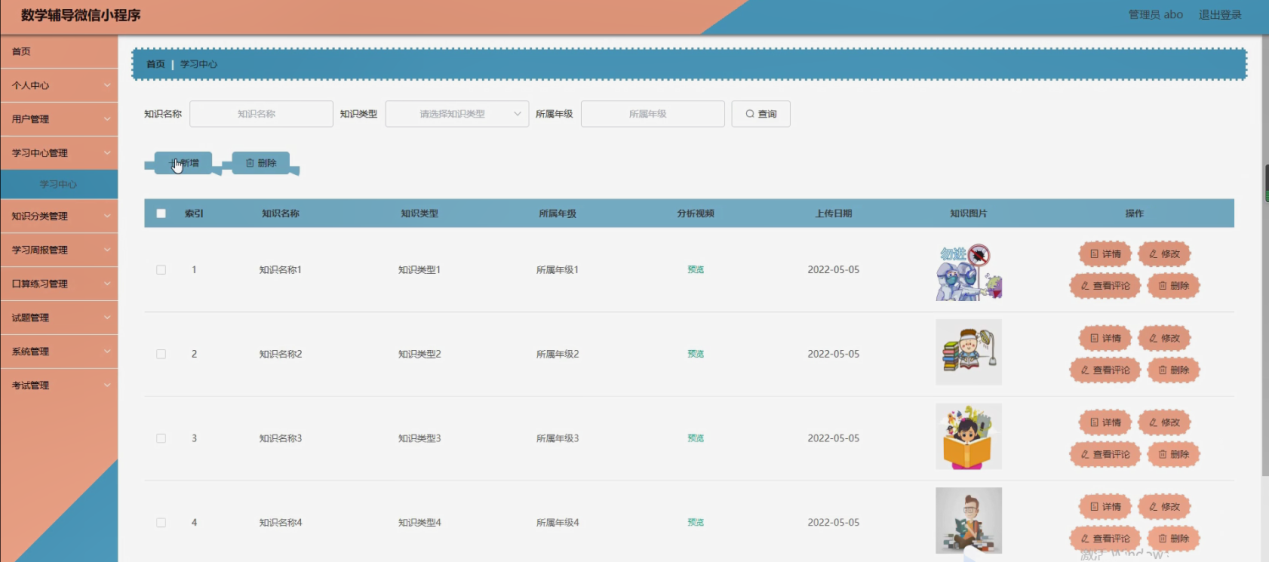 数学辅导微信小程序
管理员 abo 退出登录
首页
个人中心
用户管理
学习中心管理
学习中心
知识分类管理
学习周报管理
口算练习管理
试题管理
系统管理
考试管理
首页 | 学习中心
知识名称 知识名称 知识类型 请选择知识类型 所属年级 所属年级 查询
新增 删除
索引 知识名称 知识类型 所属年级 分析视频 上传日期 知识图片 操作
1 知识名称1 知识类型1 所属年级1 预览 2022-05-05 详情 修改
查看评论 删除
2 知识名称2 知识类型2 所属年级2 预览 2022-05-05 详情 修改
查看评论 删除
3 知识名称3 知识类型3 所属年级3 预览 2022-05-05 详情 修改
查看评论 删除
4 知识名称4 知识类型4 所属年级4 预览 2022-05-05 详情 修改
查看评论 删除